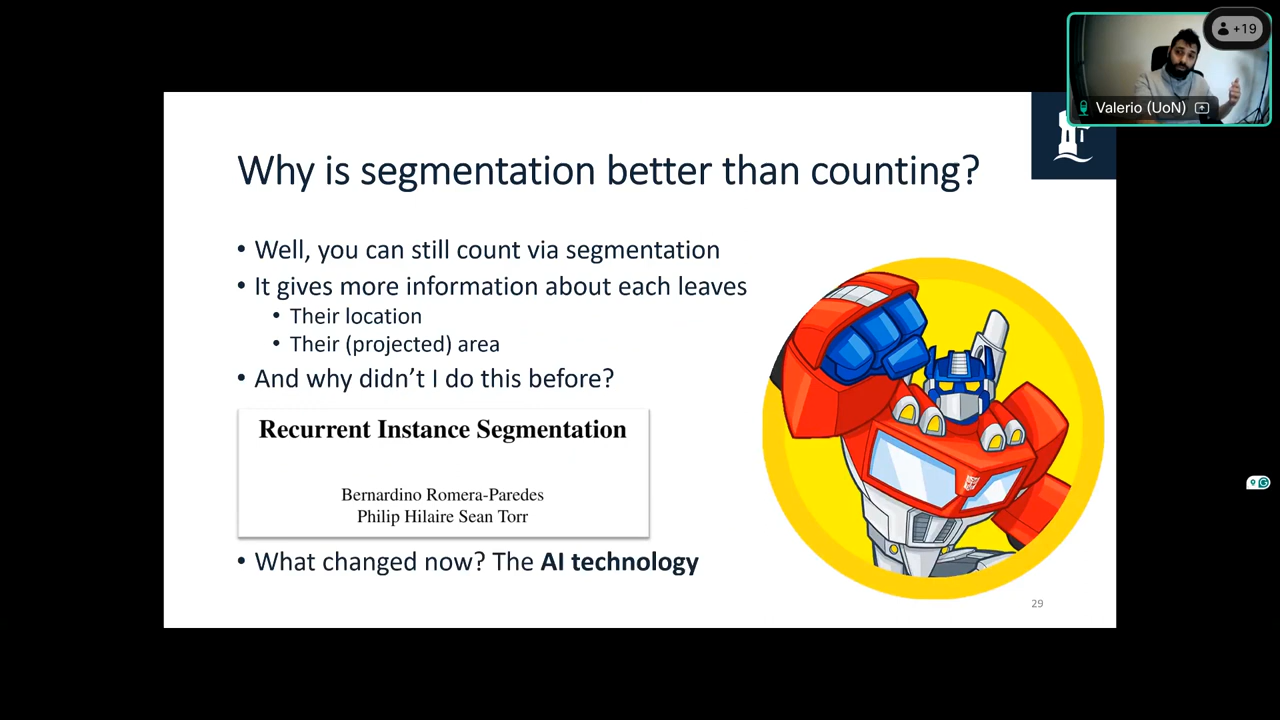 +19
Valerio (UoN)
Why is segmentation better than counting?
• Well, you can still count via segmentation
• It gives more information about each leaves
• Their location
• Their (projected) area
• And why didn’t I do this before?
Recurrent Instance Segmentation
Bernardino Romera-Paredes
Philip Hilaire Sean Torr
• What changed now? The AI technology
29